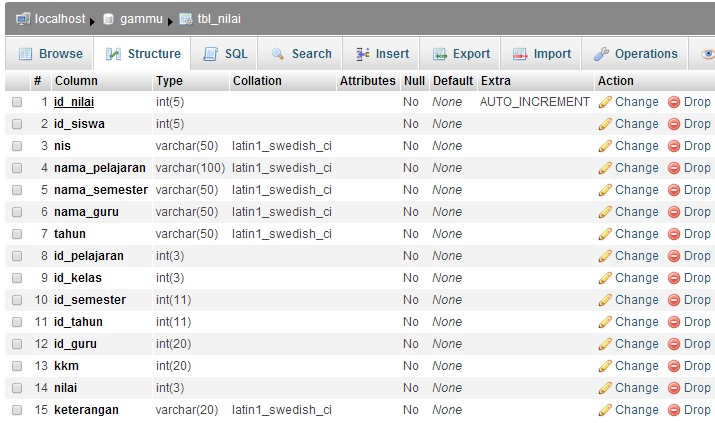 localhost gammu tbl_nilai
Browse Structure SQL Search Insert Export Import Operations
# Column Type Collation Attributes Null Default Extra Action
1 id_nilai int(5) No None AUTO_INCREMENT Change Drop
2 id_siswa int(5) No None Change Drop
3 nis varchar(50) latin1_swedish_ci No None Change Drop
4 nama_pelajaran varchar(100) latin1_swedish_ci No None Change Drop
5 nama_semester varchar(50) latin1_swedish_ci No None Change Drop
6 nama_guru varchar(50) latin1_swedish_ci No None Change Drop
7 tahun varchar(50) latin1_swedish_ci No None Change Drop
8 id_pelajaran int(3) No None Change Drop
9 id_kelas int(3) No None Change Drop
10 id_semester int(11) No None Change Drop
11 id_tahun int(11) No None Change Drop
12 id_guru int(20) No None Change Drop
13 kkm int(20) No None Change Drop
14 nilai int(3) No None Change Drop
15 keterangan varchar(20) latin1_swedish_ci No None Change Drop